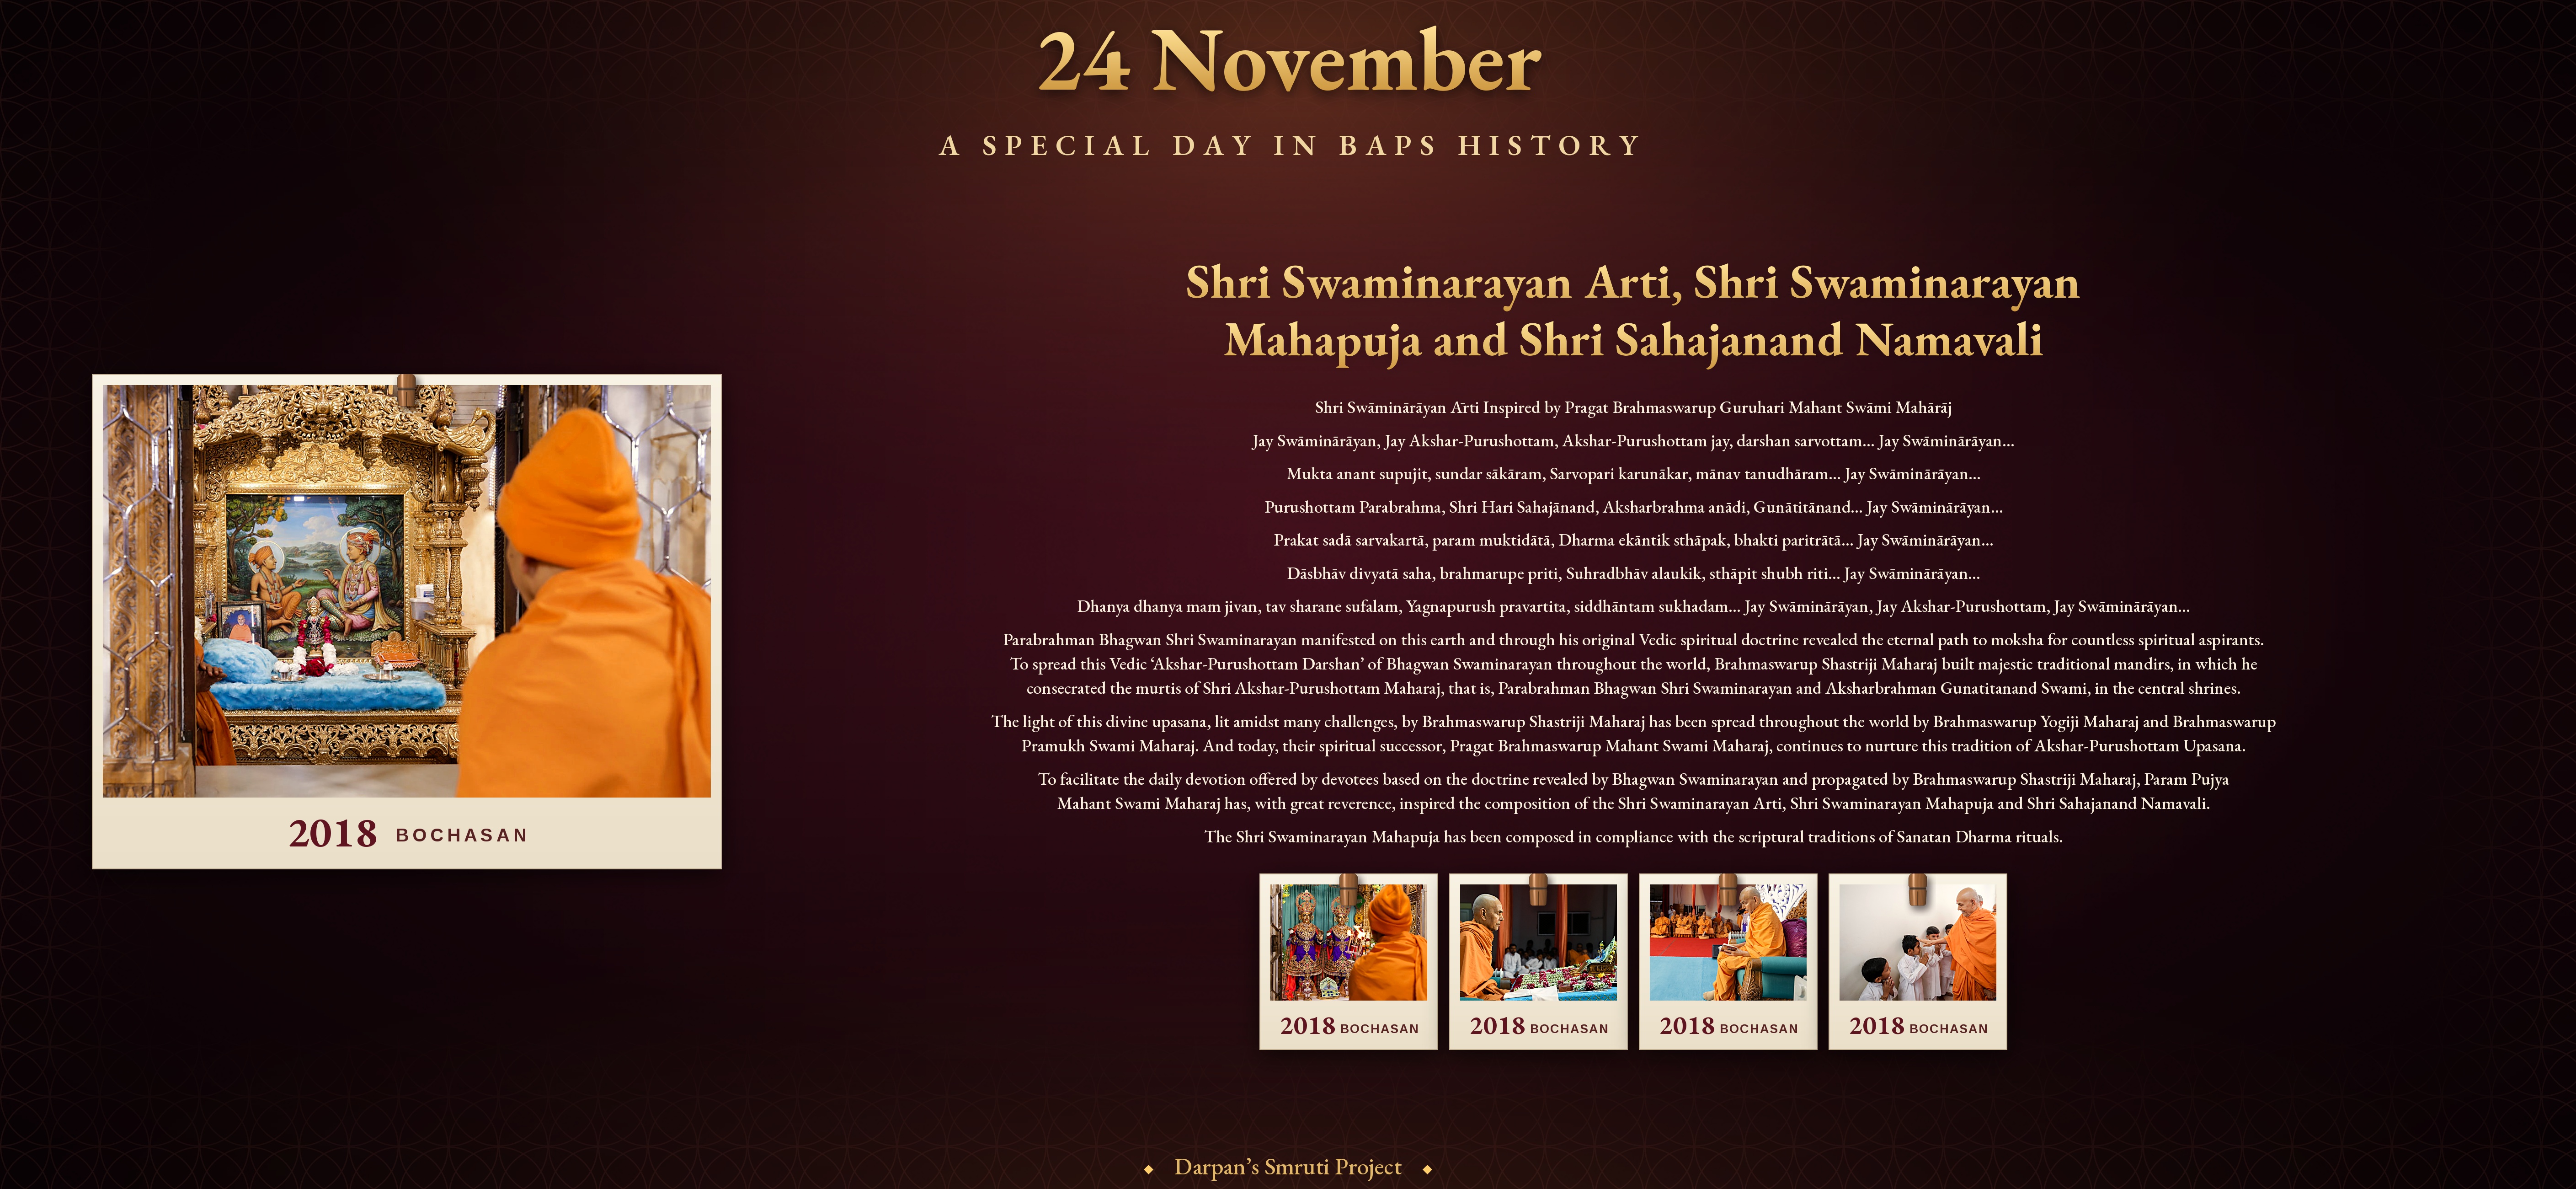 24 November
A SPECIAL DAY IN BAPS HISTORY
Shri Swaminarayan Arti, Shri Swaminarayan
Mahapuja and Shri Sahajanand Namavali
Shri Swāminārāyan Ārti Inspired by Pragat Brahmaswarup Guruhari Mahant Swāmi Mahārāj
Jay Swāminārāyan, Jay Akshar-Purushottam, Akshar-Purushottam jay, darshan sarvottam... Jay Swāminārāyan...
Mukta anant supujit, sundar sākāram, Sarvopari karunākar, mānav tanudhāram... Jay Swāminārāyan...
Purushottam Parabrahma, Shri Hari Sahajānand, Aksharbrahma anādi, Gunātitānand... Jay Swāminārāyan...
Prakat sadā sarvakartā, param muktidātā, Dharma ekāntik sthāpak, bhakti paritrātā... Jay Swāminārāyan...
Dāsbhāv divyatā saha, brahmarupe priti, Suhradbhāv alaukik, sthāpit shubh riti... Jay Swāminārāyan...
Dhanya dhanya mam jivan, tav sharane sufalam, Yagnapurush pravartita, siddhāntam sukhadam... Jay Swāminārāyan, Jay Akshar-Purushottam, Jay Swāminārāyan...
Parabrahman Bhagwan Shri Swaminarayan manifested on this earth and through his original Vedic spiritual doctrine revealed the eternal path to moksha for countless spiritual aspirants.
To spread this Vedic ‘Akshar-Purushottam Darshan’ of Bhagwan Swaminarayan throughout the world, Brahmaswarup Shastriji Maharaj built majestic traditional mandirs, in which he
consecrated the murtis of Shri Akshar-Purushottam Maharaj, that is, Parabrahman Bhagwan Shri Swaminarayan and Aksharbrahman Gunatitanand Swami, in the central shrines.
The light of this divine upasana, lit amidst many challenges, by Brahmaswarup Shastriji Maharaj has been spread throughout the world by Brahmaswarup Yogiji Maharaj and Brahmaswarup
Pramukh Swami Maharaj. And today, their spiritual successor, Pragat Brahmaswarup Mahant Swami Maharaj, continues to nurture this tradition of Akshar-Purushottam Upasana.
To facilitate the daily devotion offered by devotees based on the doctrine revealed by Bhagwan Swaminarayan and propagated by Brahmaswarup Shastriji Maharaj, Param Pujya
Mahant Swami Maharaj has, with great reverence, inspired the composition of the Shri Swaminarayan Arti, Shri Swaminarayan Mahapuja and Shri Sahajanand Namavali.
The Shri Swaminarayan Mahapuja has been composed in compliance with the scriptural traditions of Sanatan Dharma rituals.
2018 BOCHASAN
2018 BOCHASAN
2018 BOCHASAN
2018 BOCHASAN
2018 BOCHASAN
Darpan’s Smruti Project